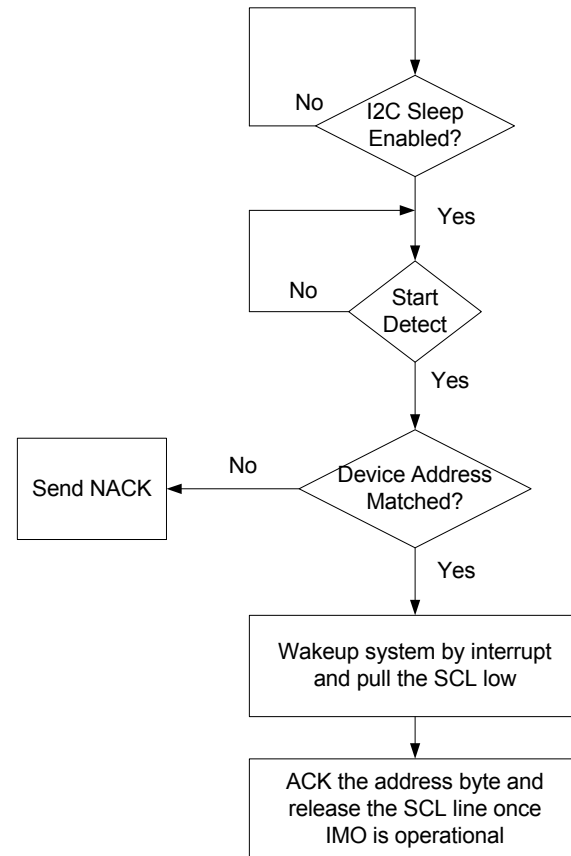 I2C Sleep
Enabled?
No
Yes
Start
Detect
No
Yes
Device Address
Matched?
No
Send NACK
Yes
Wakeup system by interrupt
and pull the SCL low
ACK the address byte and
release the SCL line once
IMO is operational